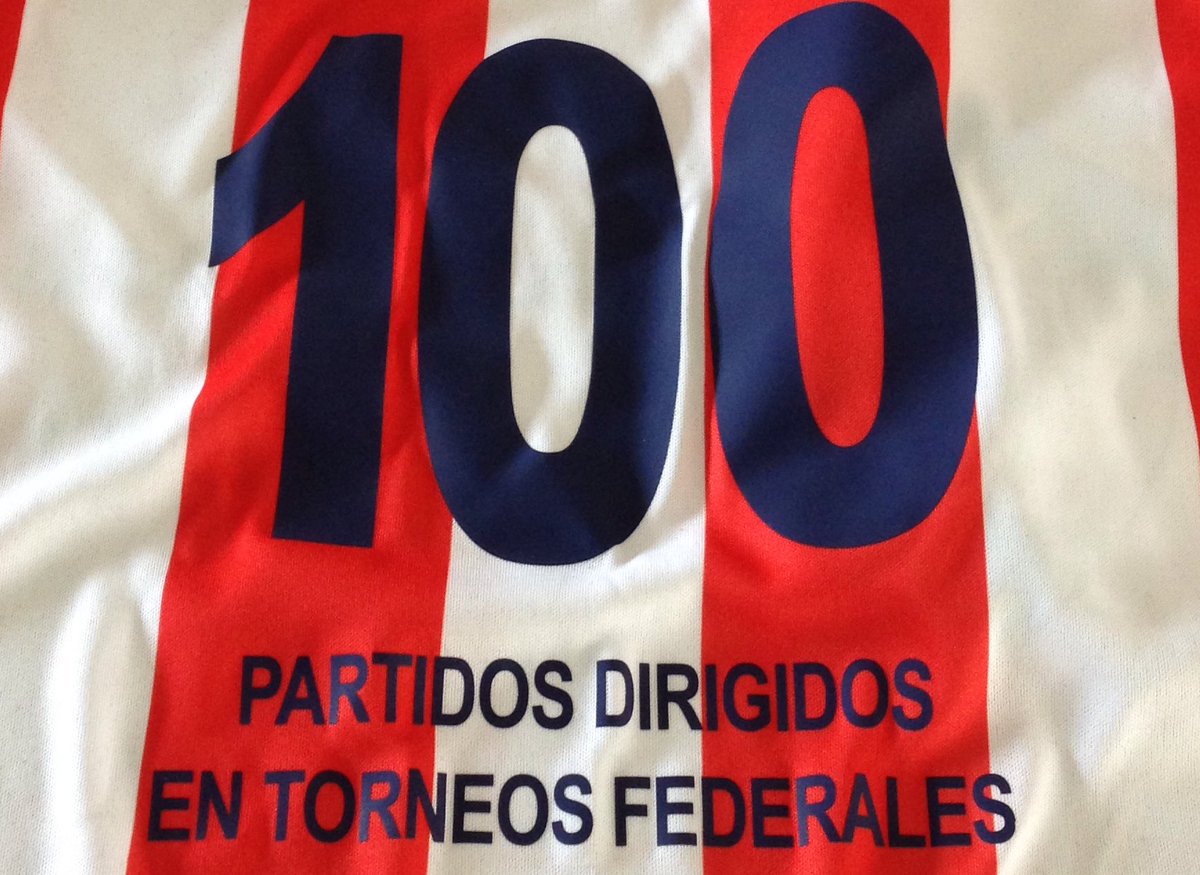 100
PARTIDOS DIRIGIDOS
EN TORNEOS FEDERALES